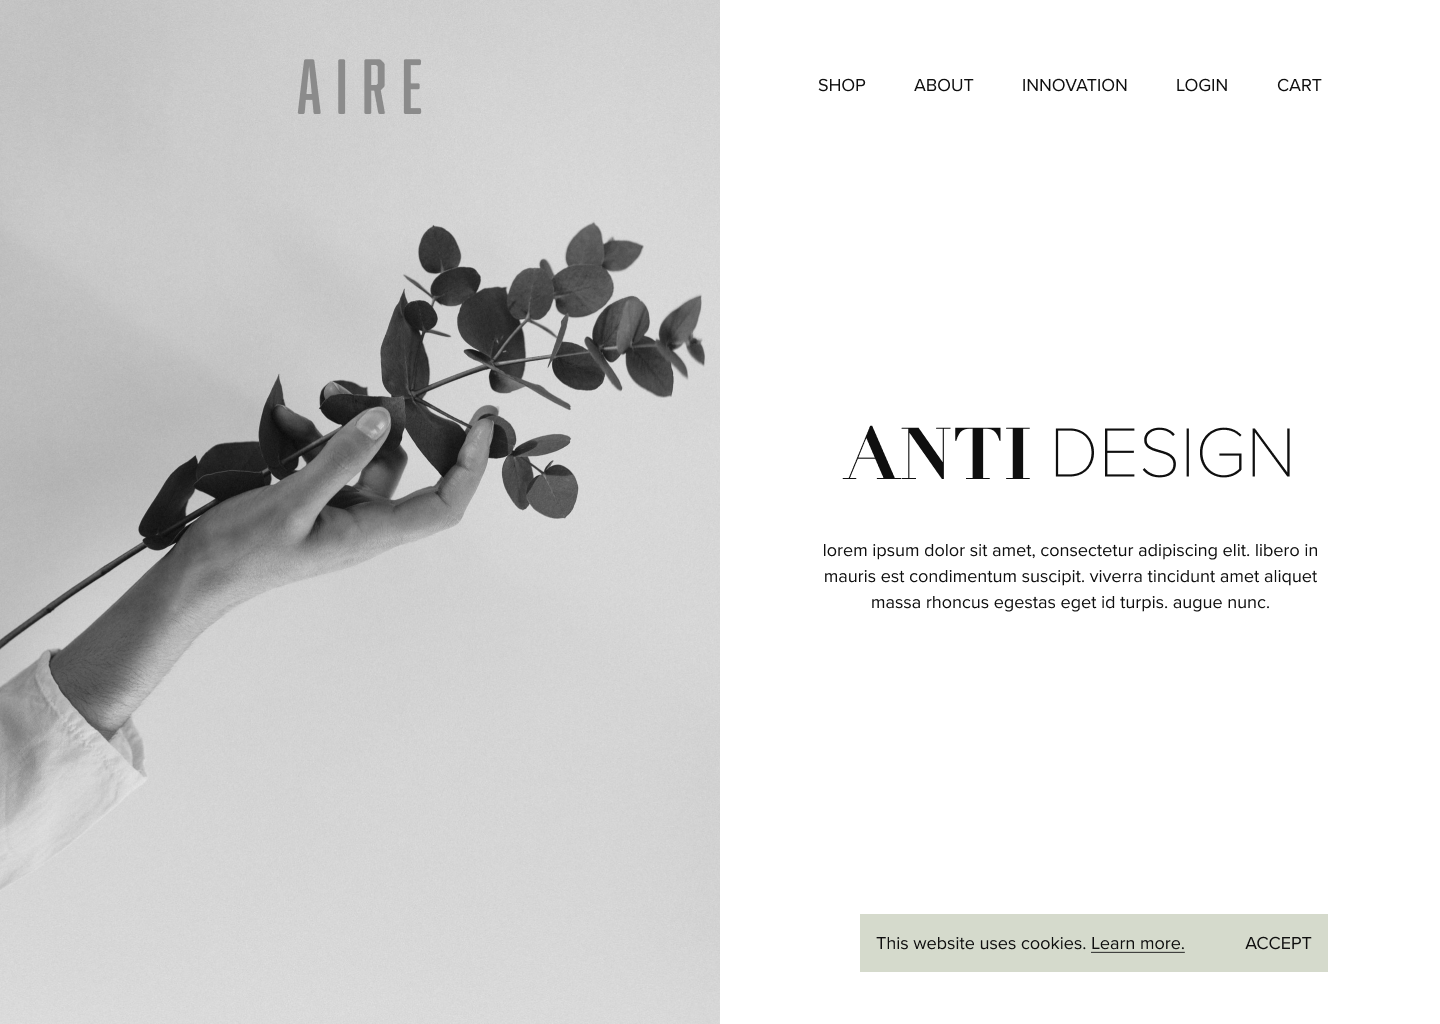 AIRE
SHOP ABOUT INNOVATION LOGIN CART
ANTI DESIGN
lorem ipsum dolor sit amet, consectetur adipiscing elit. libero in
mauris est condimentum suscipit. viverra tincidunt amet aliquet
massa rhoncus egestas eget id turpis. augue nunc.
This website uses cookies. Learn more. ACCEPT